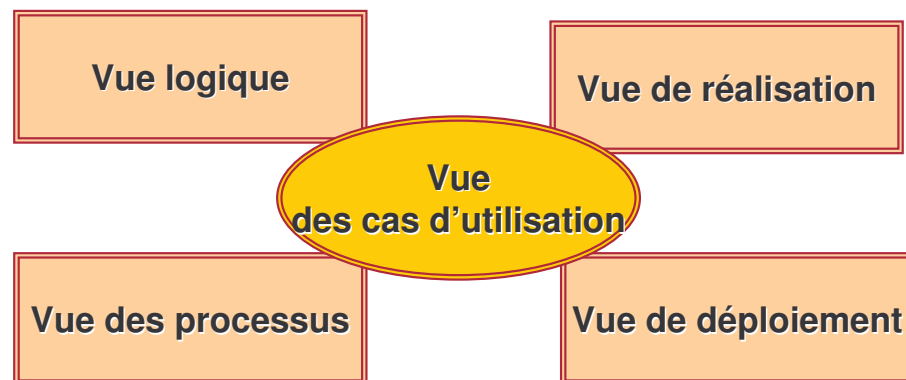 Vue logique
Vue de réalisation
Vue
des cas d’utilisation
Vue des processus
Vue de déploiement